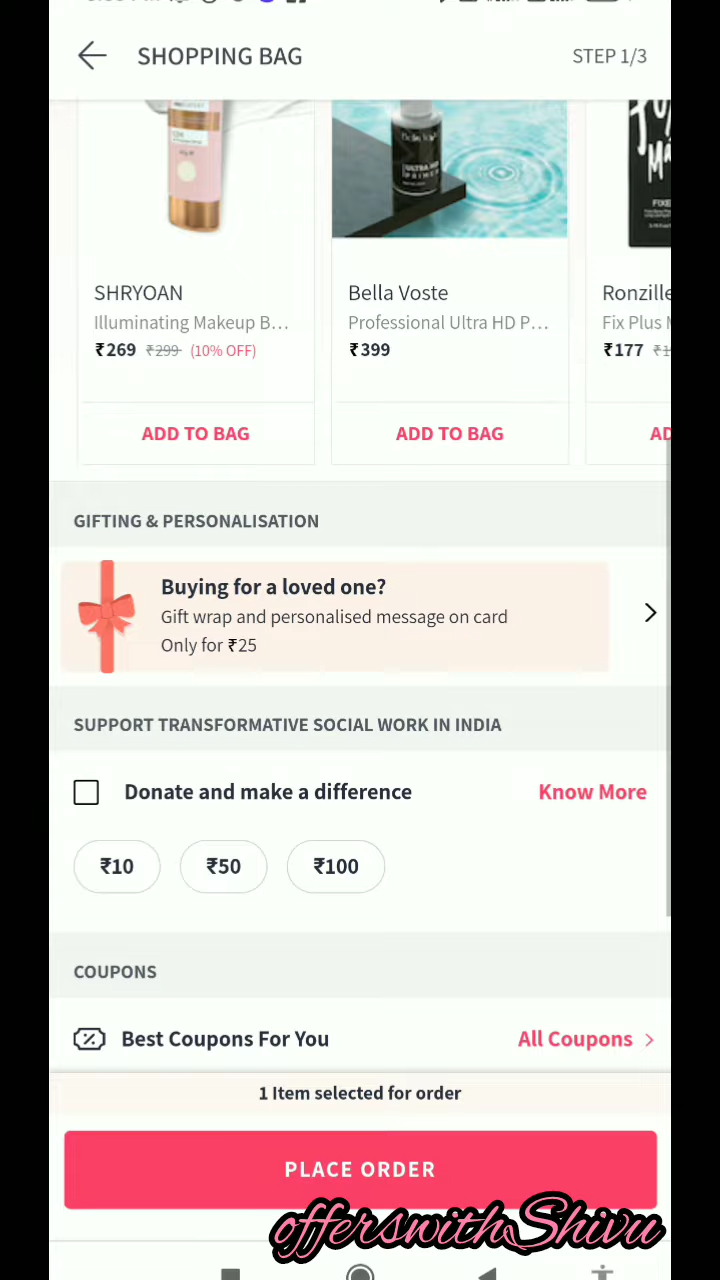 SHOPPING BAG
STEP 1/3
SHRYOAN
Illuminating Makeup B...
₹269 ₹299 (10% OFF)
ADD TO BAG
Bella Voste
Professional Ultra HD P...
₹399
ADD TO BAG
Ronzille
Fix Plus
₹177
GIFTING & PERSONALISATION
Buying for a loved one?
Gift wrap and personalised message on card
Only for ₹25
SUPPORT TRANSFORMATIVE SOCIAL WORK IN INDIA
Donate and make a difference
Know More
₹10 ₹50 ₹100
COUPONS
Best Coupons For You
All Coupons
1 Item selected for order
PLACE ORDER
offerswithShivu